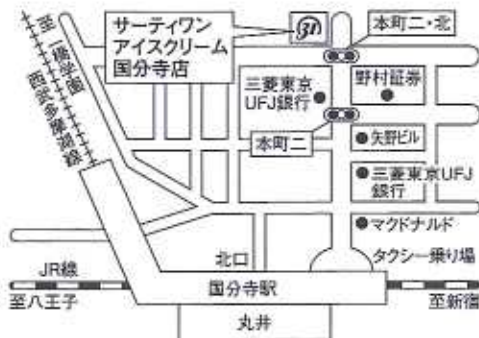 至一橋学園
西武多摩湖線
サーティワン
アイスクリーム
国分寺店
31
本町二・北
三菱東京
UFJ銀行
野村証券
本町二
矢野ビル
三菱東京UFJ
銀行
マクドナルド
北口
タクシー乗り場
JR線
国分寺駅
至八王子
至新宿
丸井